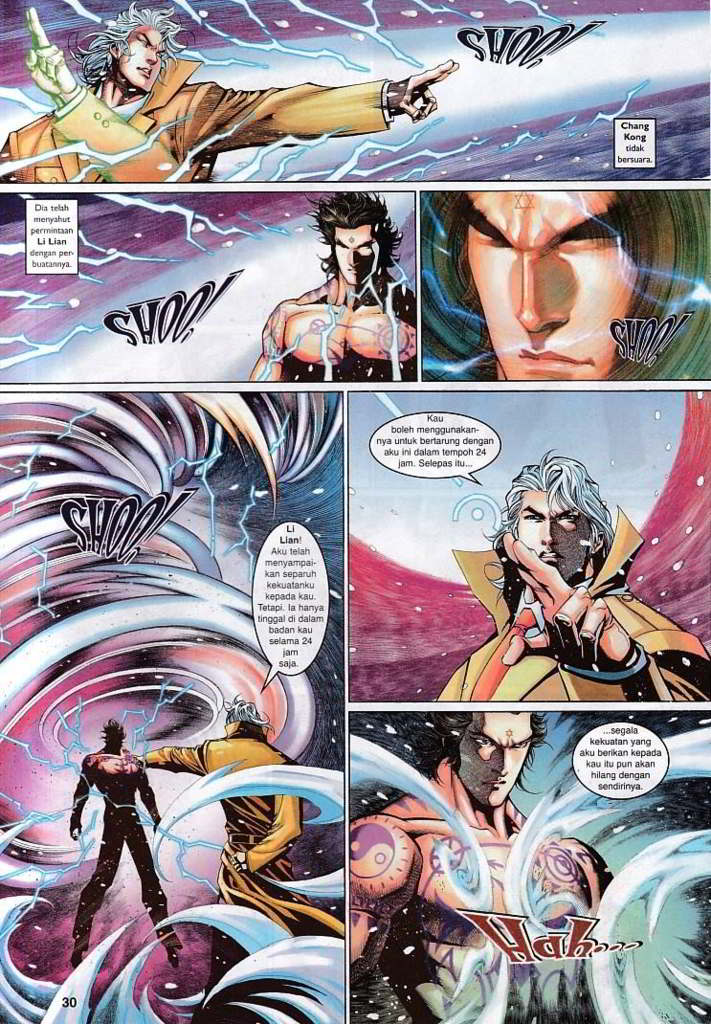 SHOO!
Chang
Kong
tidak
bersuara.
Dia telah
menyahut
permintaan
Li Lian
dengan per-
buatannya.
SHOO!
SHOO!
SHOO!
Li
Lian!
Aku telah
menyampai-
kan separuh
kekuatanku
kepada kau.
Tetapi. Ia hanya
tinggal di dalam
badan kau
selama 24
jam
saja.
Kau
boleh menggunakan-
nya untuk bertarung dengan
aku ini dalam tempoh 24
jam. Selepas itu...
...segala
kekuatan yang
aku berikan kepada
kau itu pun akan
hilang dengan
sendirinya.
Hah....
30